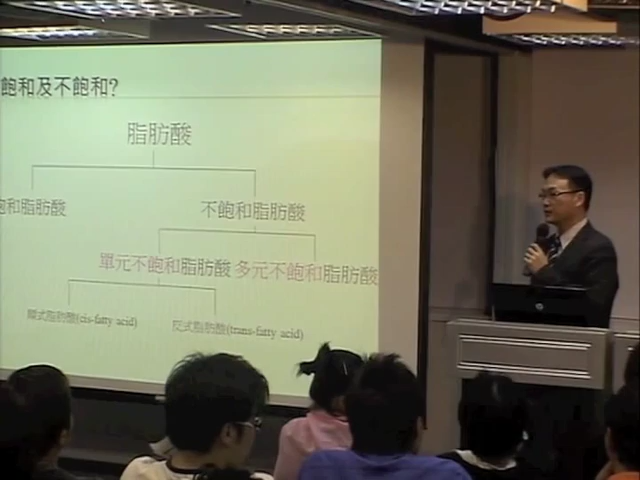 飽和及不飽和?
脂肪酸
飽和脂肪酸 不飽和脂肪酸
單元不飽和脂肪酸 多元不飽和脂肪酸
順式脂肪酸(cis-fatty acid) 反式脂肪酸(trans-fatty acid)